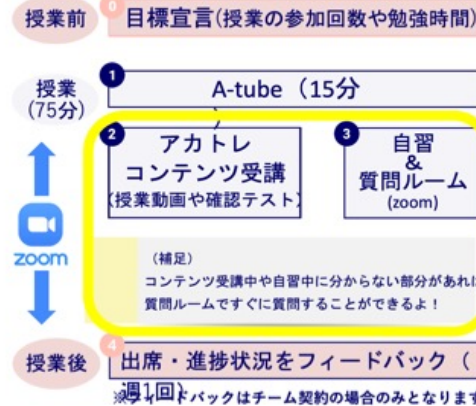 授業前
0
目標宣言(授業の参加回数や勉強時間)
授業
(75分)
1
A-tube（15分
2
アカトレ
コンテンツ受講
(授業動画や確認テスト)
3
自習
&
質問ルーム
(zoom)
zoom
（補足）
コンテンツ受講中や自習中に分からない部分があれば
質問ルームですぐに質問することができるよ！
授業後
4
出席・進捗状況をフィードバック（
週1回）
※フィードバックはチーム契約の場合のみとなります